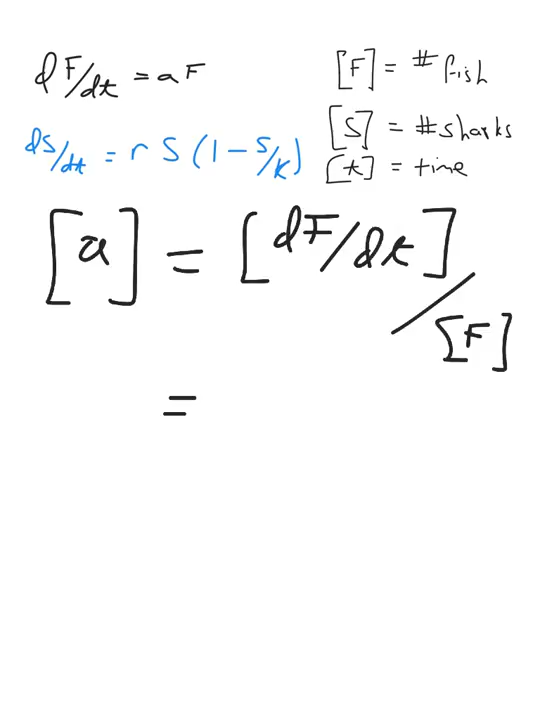 dF/dt = aF
[F] = # fish
dS/dt = r S (1 - S/K)
[S] = # sharks
[t] = time
[a] = [dF/dt] / [F]
=